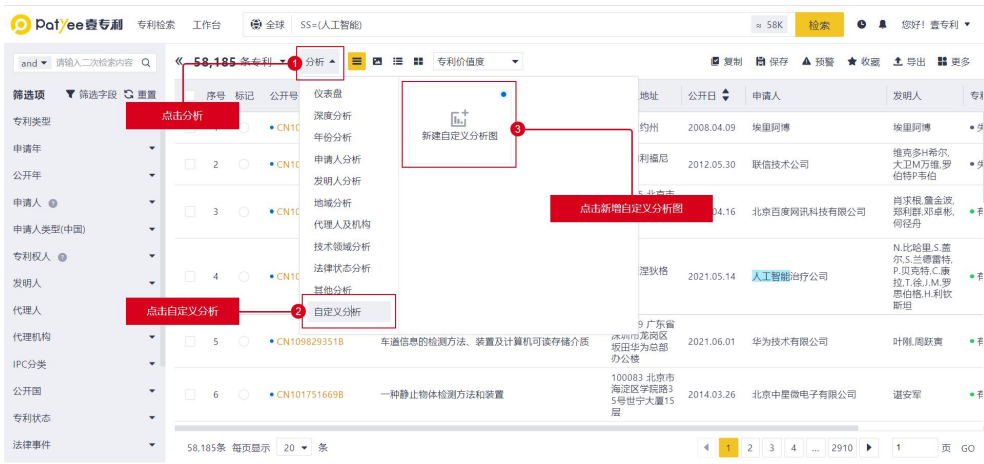 Patyee壹专利 专利检索 工作台 全球 SS=(人工智能) ≈ 58K 检索 您好！壹专利
and 请输入二次检索内容
58,185 条专利 1 分析 专利价值度 复制 保存 预警 收藏 导出 更多
筛选项 筛选字段 重置
序号 标记 公开号 地址 公开日 申请人 发明人
点击分析
专利类型
申请年
公开年
申请人
申请人类型(中国)
专利权人
发明人
代理人
代理机构
IPC分类
公开国
专利状态
法律事件
仪表盘
深度分析
年份分析
申请人分析
发明人分析
地域分析
代理人及机构
技术领域分析
法律状态分析
其他分析
自定义分析
2
点击自定义分析
新建自定义分析图
3
点击新增自定义分析图
CN10 约州 2008.04.09 埃里阿博 埃里阿博
2 CN10 利福尼 2012.05.30 联信技术公司 维克多H希尔,
大卫M万维,罗
伯特P韦伯
3 CN10 04.16 北京百度网讯科技有限公司 肖求根,詹金波,
郑利群,邓卓彬,
何径舟
4 CN10 涅狄格 2021.05.14 人工智能治疗公司 N.比哈里,S.盖
尔,S.兰德雷特,
P.贝克特,C.康
拉,T.徐,J.M.罗
思伯格,H.利钦
斯坦
5 CN109829351B 车道信息的检测方法、装置及计算机可读存储介质 9 广东省
深圳市龙岗区
坂田华为总部
办公楼 2021.06.01 华为技术有限公司 叶刚,周跃寅
6 CN101751669B 一种静止物体检测方法和装置 100083 北京市
海淀区学院路3
5号世宁大厦15
层 2014.03.26 北京中星微电子有限公司 谌安军
58,185条 每页显示 20 条 1 2 3 4 ... 2910 1 页 GO